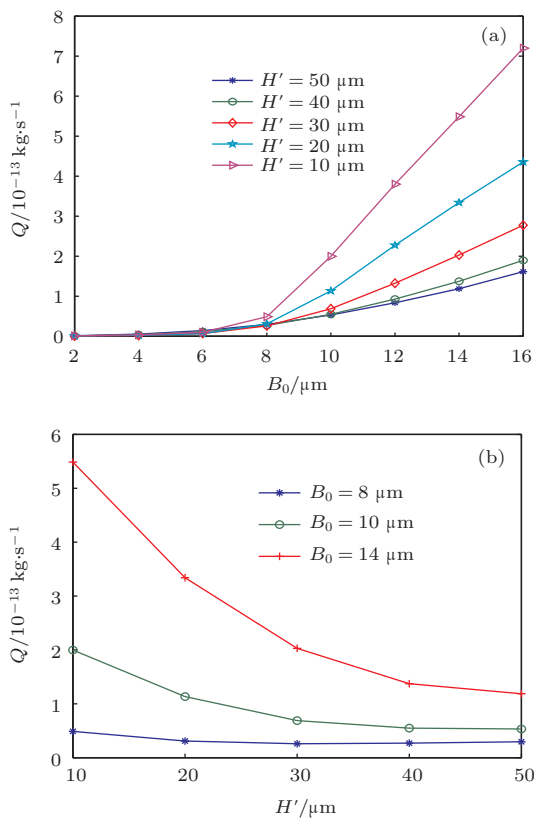 8
7
6
5
4
3
2
1
0
Q/10⁻¹³ kg·s⁻¹
(a)
H′ = 50 µm
H′ = 40 µm
H′ = 30 µm
H′ = 20 µm
H′ = 10 µm
2 4 6 8 10 12 14 16
B₀/µm
6
5
4
3
2
1
0
Q/10⁻¹³ kg·s⁻¹
(b)
B₀ = 8 µm
B₀ = 10 µm
B₀ = 14 µm
10 20 30 40 50
H′/µm